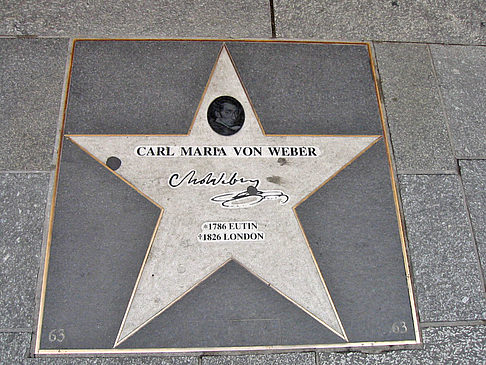 CARL MARIA VON WEBER
*1786 EUTIN
†1826 LONDON
63 63